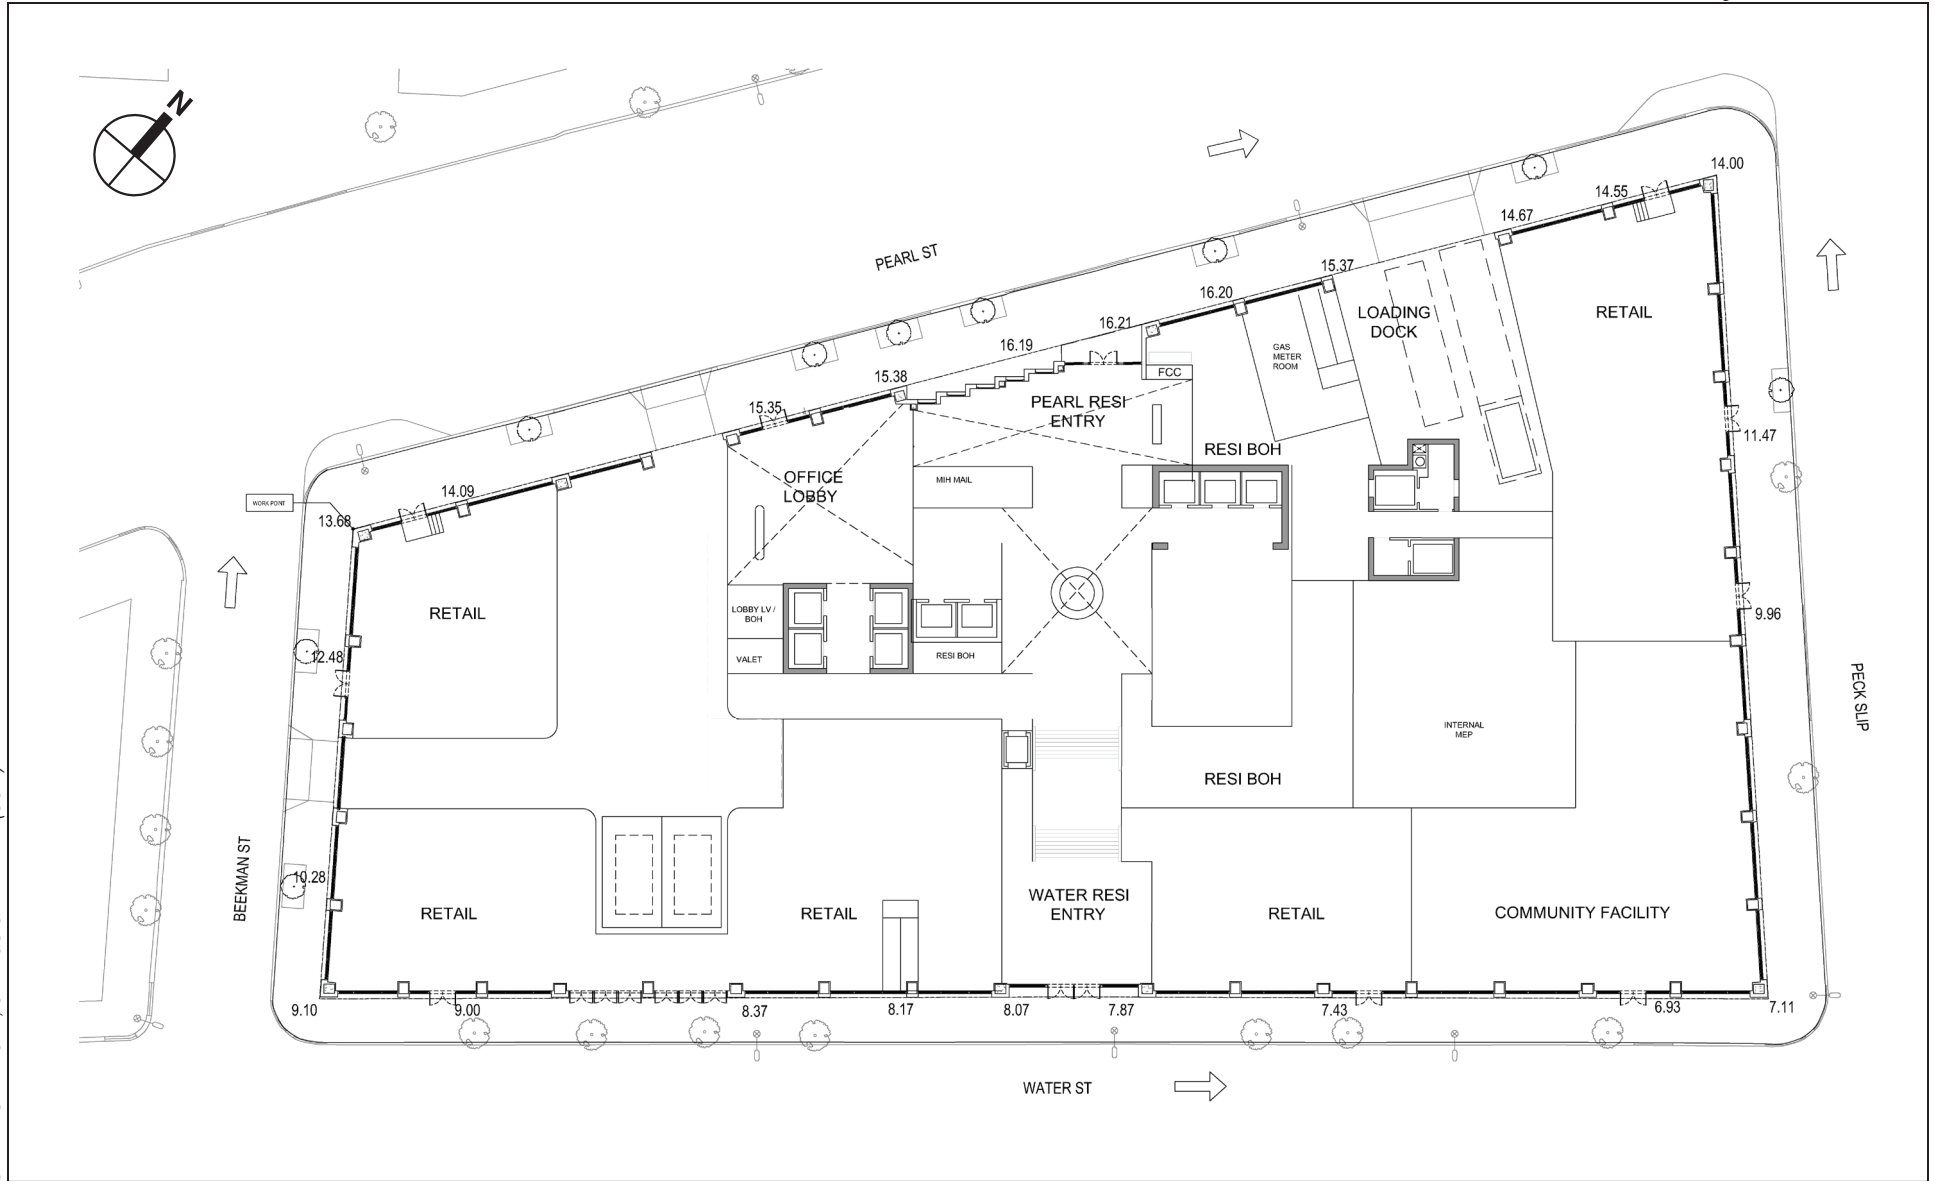 N
14.00
14.55
14.67
PEARL ST
15.37
16.20
16.21
16.19
15.38
15.35
LOADING
DOCK
RETAIL
GAS
METER
ROOM
FCC
PEARL RESI
ENTRY
RESI BOH
11.47
OFFICE
LOBBY
MIH MAIL
14.09
WORK POINT
13.68
RETAIL
LOBBY LV /
BOH
VALET
RESI BOH
9.96
12.48
PECK SLIP
INTERNAL
MEP
RESI BOH
BEEKMAN ST
10.28
RETAIL
RETAIL
WATER RESI
ENTRY
RETAIL
COMMUNITY FACILITY
9.10
9.00
8.37
8.17
8.07
7.87
7.43
6.93
7.11
WATER ST